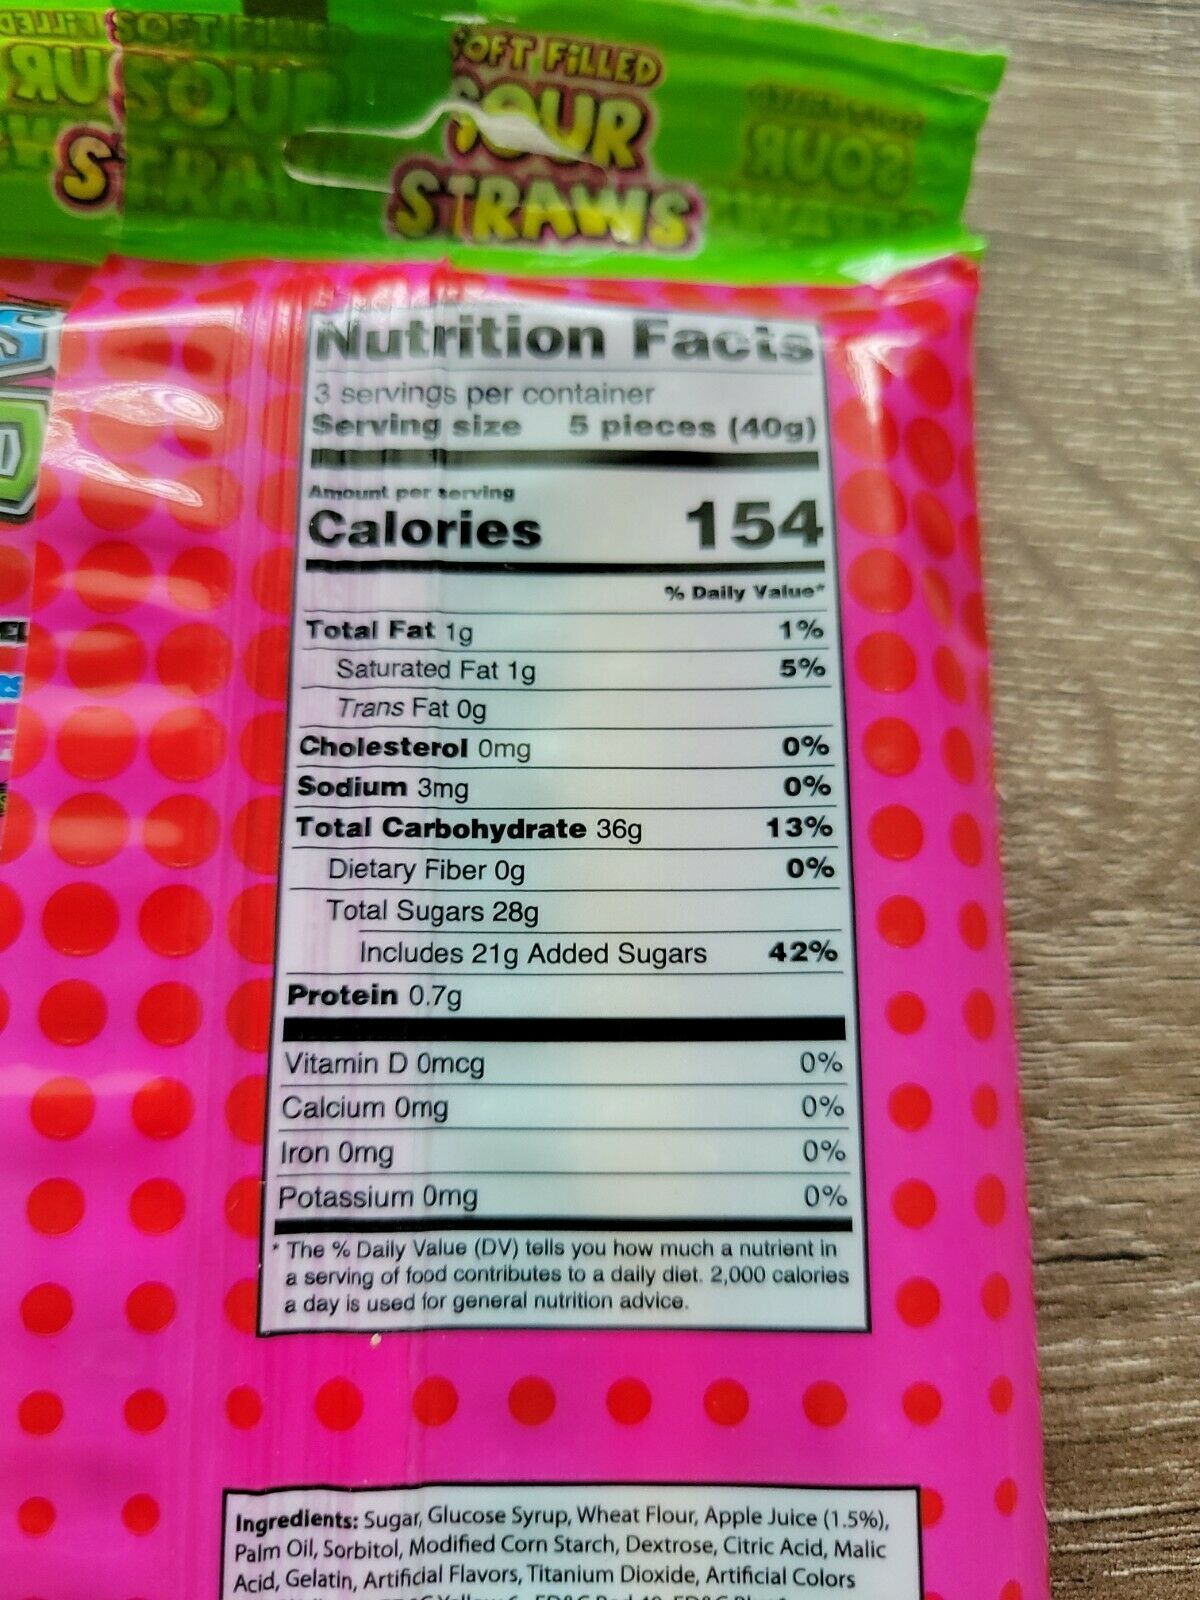 SOFT FILLED
SOUR
STRAWS
SOFT FILLED
SOUR
STRAWS
SOUR
Nutrition Facts
3 servings per container
Serving size 5 pieces (40g)
Amount per serving
Calories 154
% Daily Value*
Total Fat 1g 1%
Saturated Fat 1g 5%
Trans Fat 0g
Cholesterol 0mg 0%
Sodium 3mg 0%
Total Carbohydrate 36g 13%
Dietary Fiber 0g 0%
Total Sugars 28g
Includes 21g Added Sugars 42%
Protein 0.7g
Vitamin D 0mcg 0%
Calcium 0mg 0%
Iron 0mg 0%
Potassium 0mg 0%
* The % Daily Value (DV) tells you how much a nutrient in
a serving of food contributes to a daily diet. 2,000 calories
a day is used for general nutrition advice.
Ingredients: Sugar, Glucose Syrup, Wheat Flour, Apple Juice (1.5%),
Palm Oil, Sorbitol, Modified Corn Starch, Dextrose, Citric Acid, Malic
Acid, Gelatin, Artificial Flavors, Titanium Dioxide, Artificial Colors